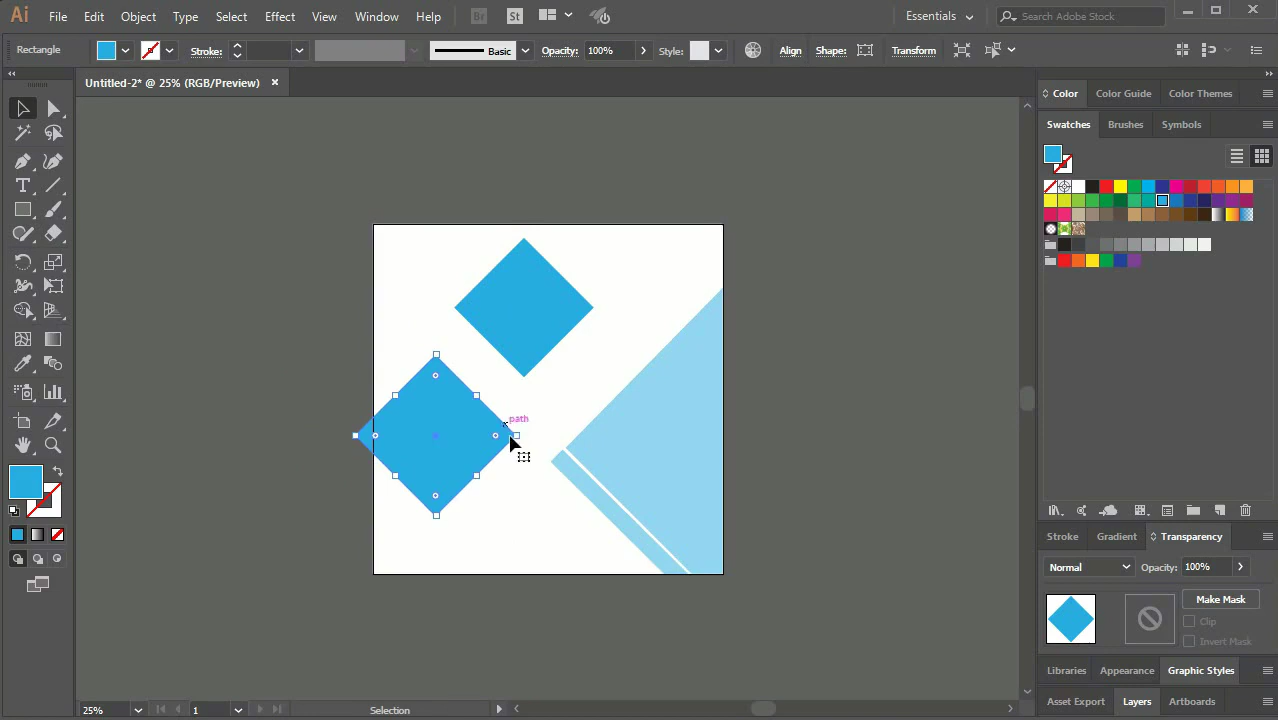 Ai File Edit Object Type Select Effect View Window Help Br St Essentials Search Adobe Stock
Rectangle Stroke: Basic Opacity: 100% Style: Align Shape: Transform
Untitled-2* @ 25% (RGB/Preview) ×
Color Color Guide Color Themes
Swatches Brushes Symbols
path
Stroke Gradient Transparency
Normal Opacity: 100%
Make Mask
Clip
Invert Mask
Libraries Appearance Graphic Styles
Asset Export Layers Artboards
25% 1 Selection